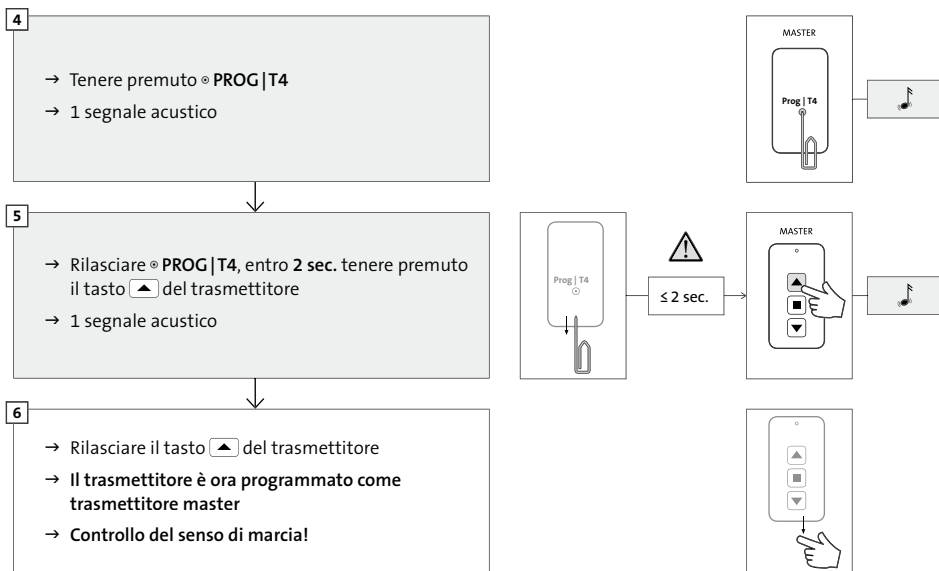 4
→ Tenere premuto ⊙ PROG|T4
→ 1 segnale acustico
MASTER
Prog | T4
5
→ Rilasciare ⊙ PROG|T4, entro 2 sec. tenere premuto
il tasto ▲ del trasmettitore
→ 1 segnale acustico
Prog | T4
≤ 2 sec.
MASTER
6
→ Rilasciare il tasto ▲ del trasmettitore
→ Il trasmettitore è ora programmato come
trasmettitore master
→ Controllo del senso di marcia!